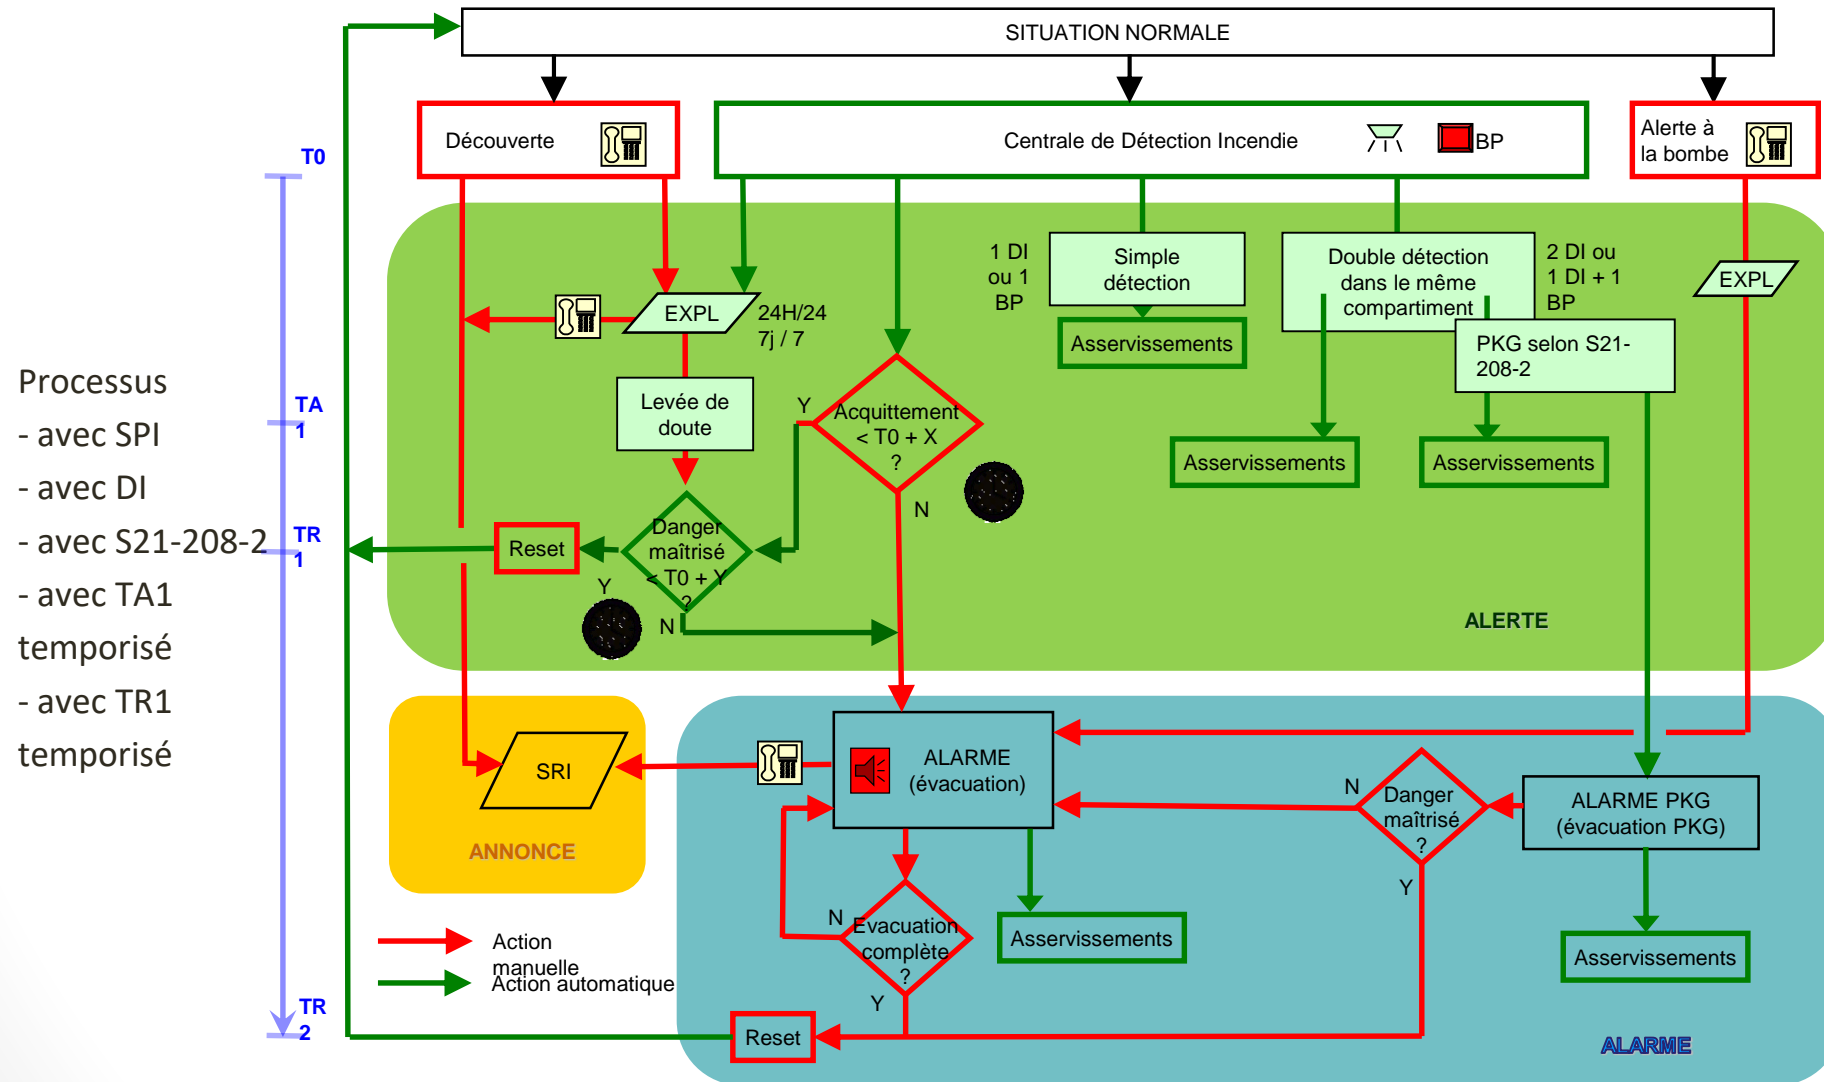 SITUATION NORMALE
Découverte
Centrale de Détection Incendie
BP
Alerte à
la bombe
T0
1 DI
ou 1
BP
Simple
détection
Double détection
dans le même
compartiment
2 DI ou
1 DI + 1
BP
EXPL
EXPL
24H/24
7j / 7
Asservissements
PKG selon S21-
208-2
Processus
- avec SPI
- avec DI
- avec S21-208-2
- avec TA1
temporisé
- avec TR1
temporisé
TA
1
Levée de
doute
Y
Acquittement
< T0 + X
?
N
Asservissements
Asservissements
TR
1
Reset
Danger
maîtrisé
< T0 + Y
?
Y
N
ALERTE
SRI
ANNONCE
ALARME
(évacuation)
N
Danger
maîtrisé
?
Y
ALARME PKG
(évacuation PKG)
N
Evacuation
complète
?
Y
Asservissements
Asservissements
Action
manuelle
Action automatique
TR
2
Reset
ALARME